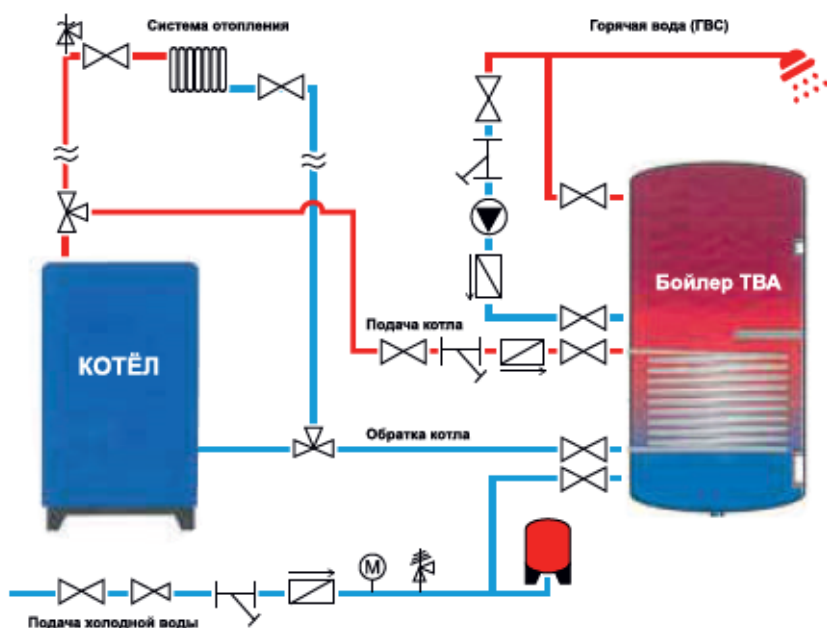 Система отопления
Горячая вода (ГВС)
Бойлер ТВА
Подача котла
КОТЁЛ
Обратка котла
М
Подача холодной воды